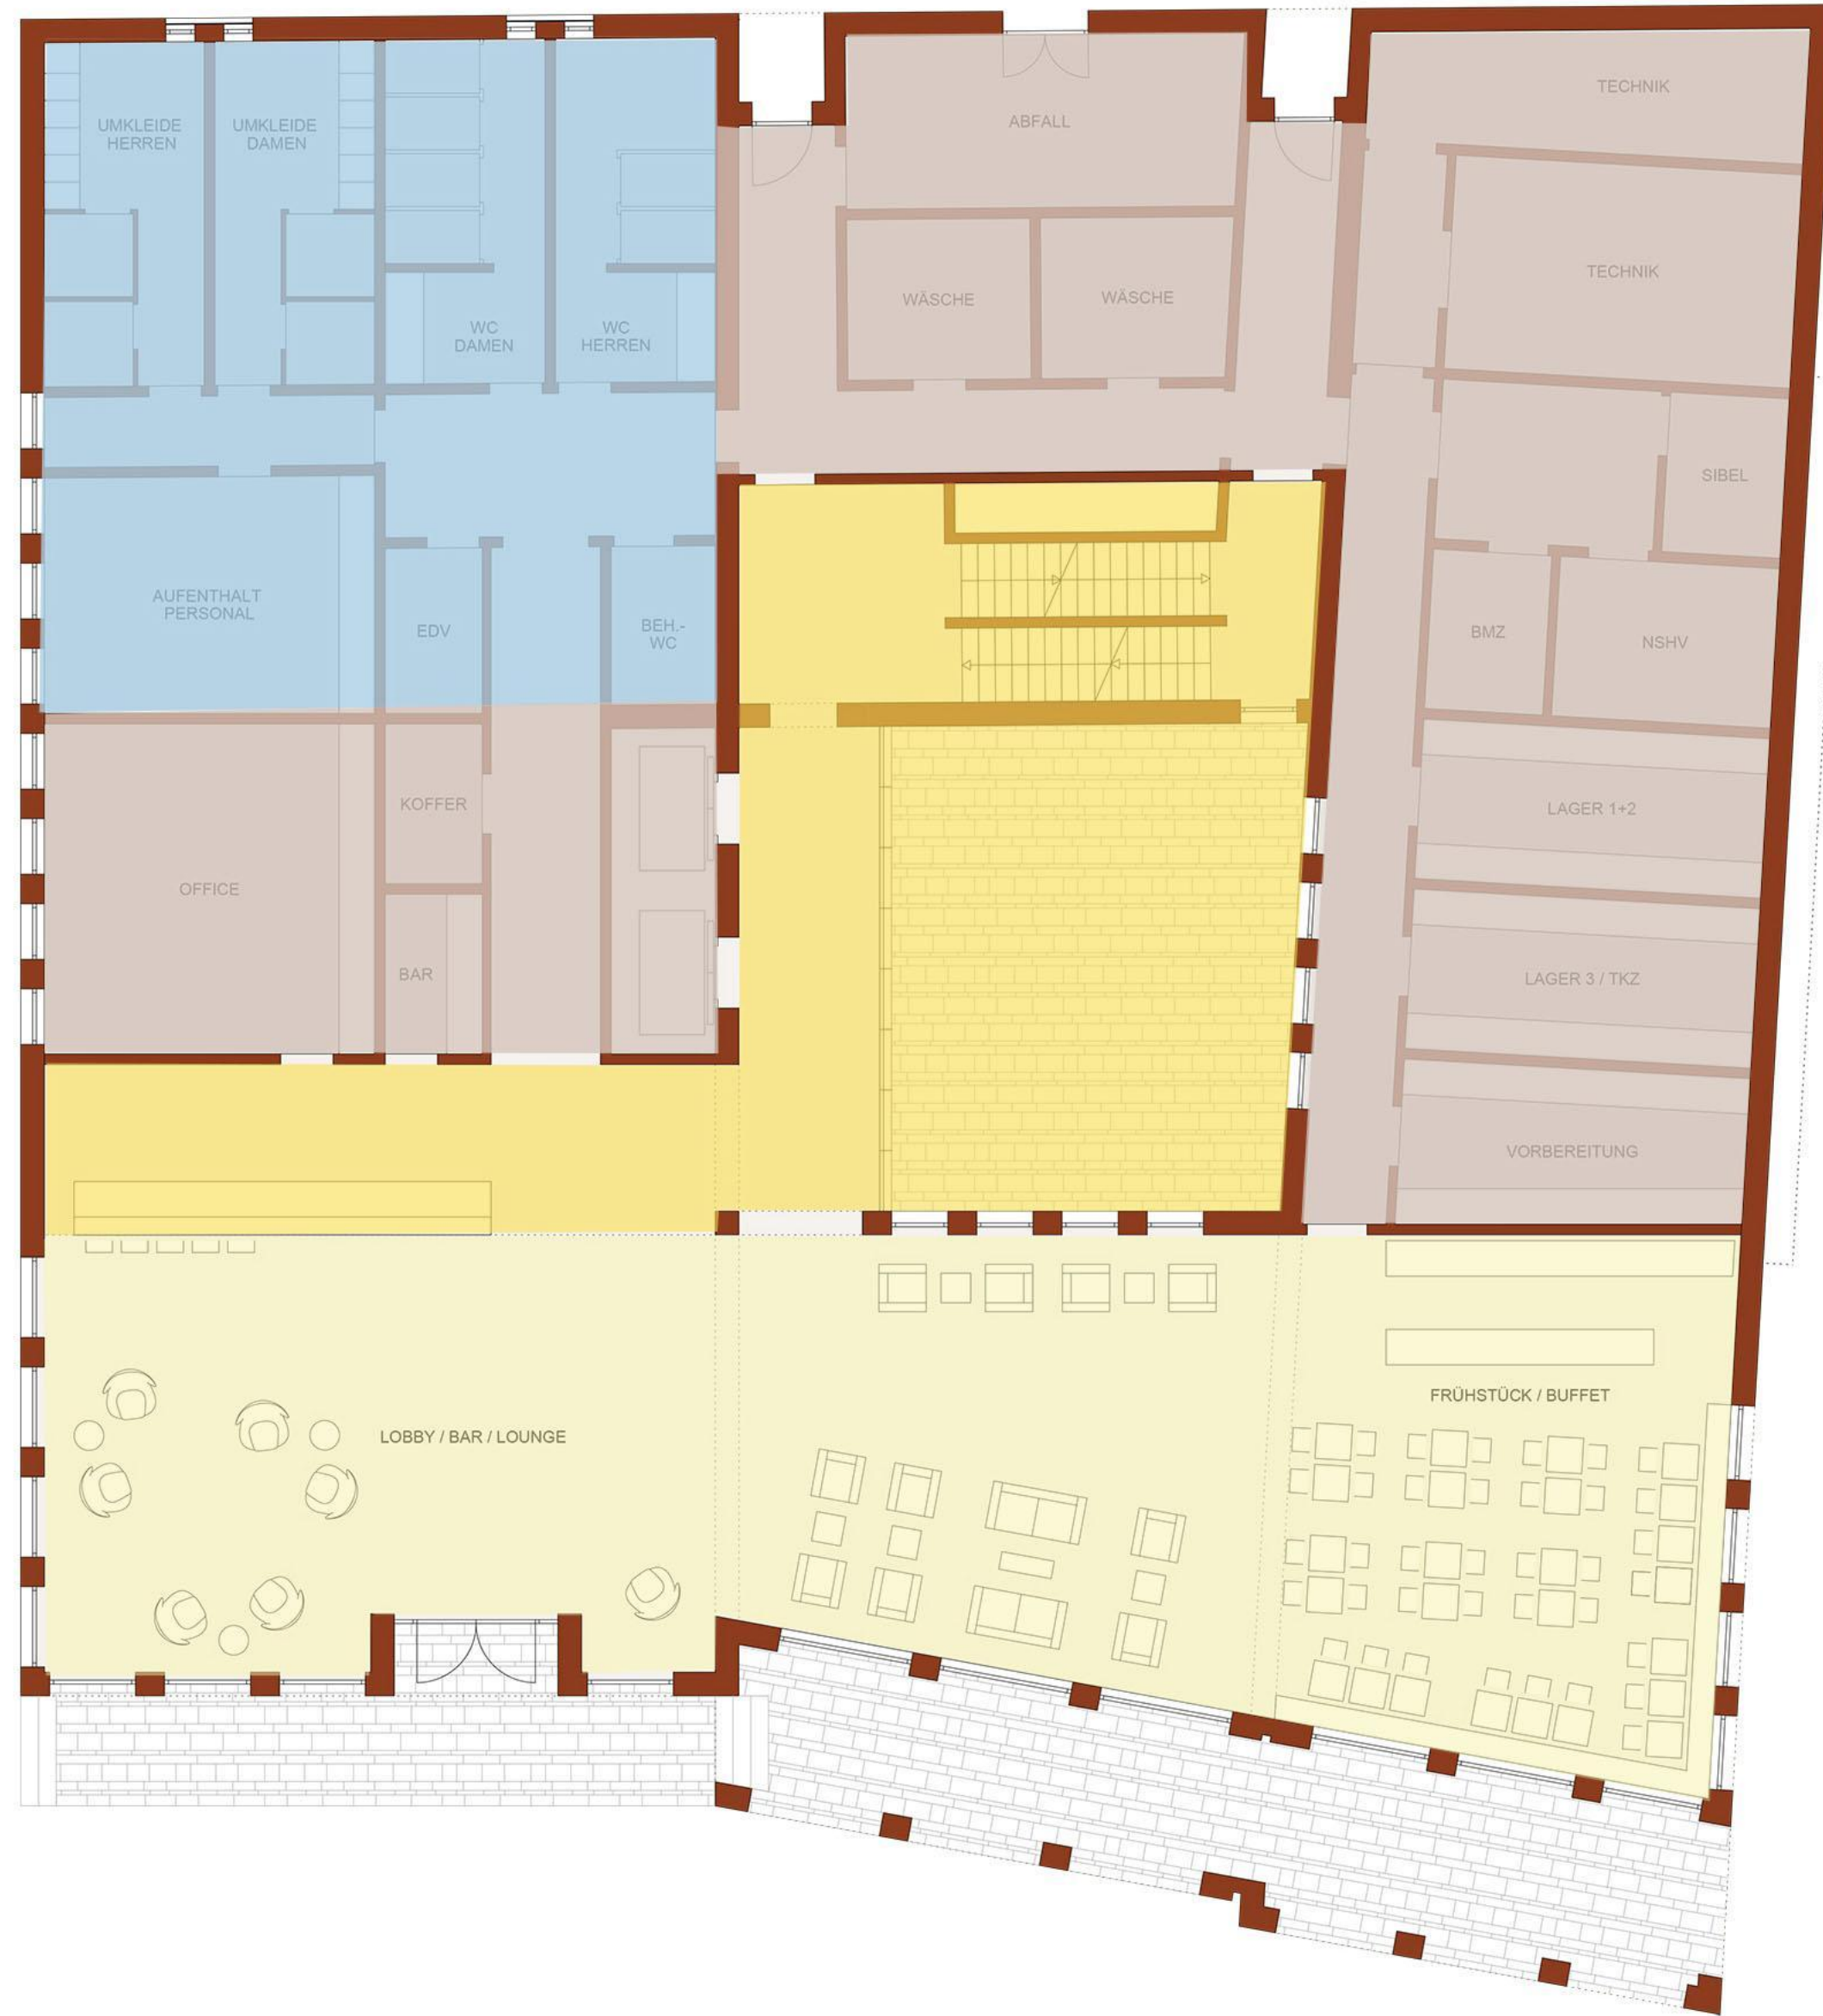 TECHNIK
UMKLEIDE
HERREN
UMKLEIDE
DAMEN
ABFALL
TECHNIK
WÄSCHE
WÄSCHE
WC
DAMEN
WC
HERREN
SIBEL
AUFENTHALT
PERSONAL
EDV
BEH.-
WC
BMZ
NSHV
KOFFER
LAGER 1+2
OFFICE
BAR
LAGER 3 / TKZ
VORBEREITUNG
FRÜHSTÜCK / BUFFET
LOBBY / BAR / LOUNGE